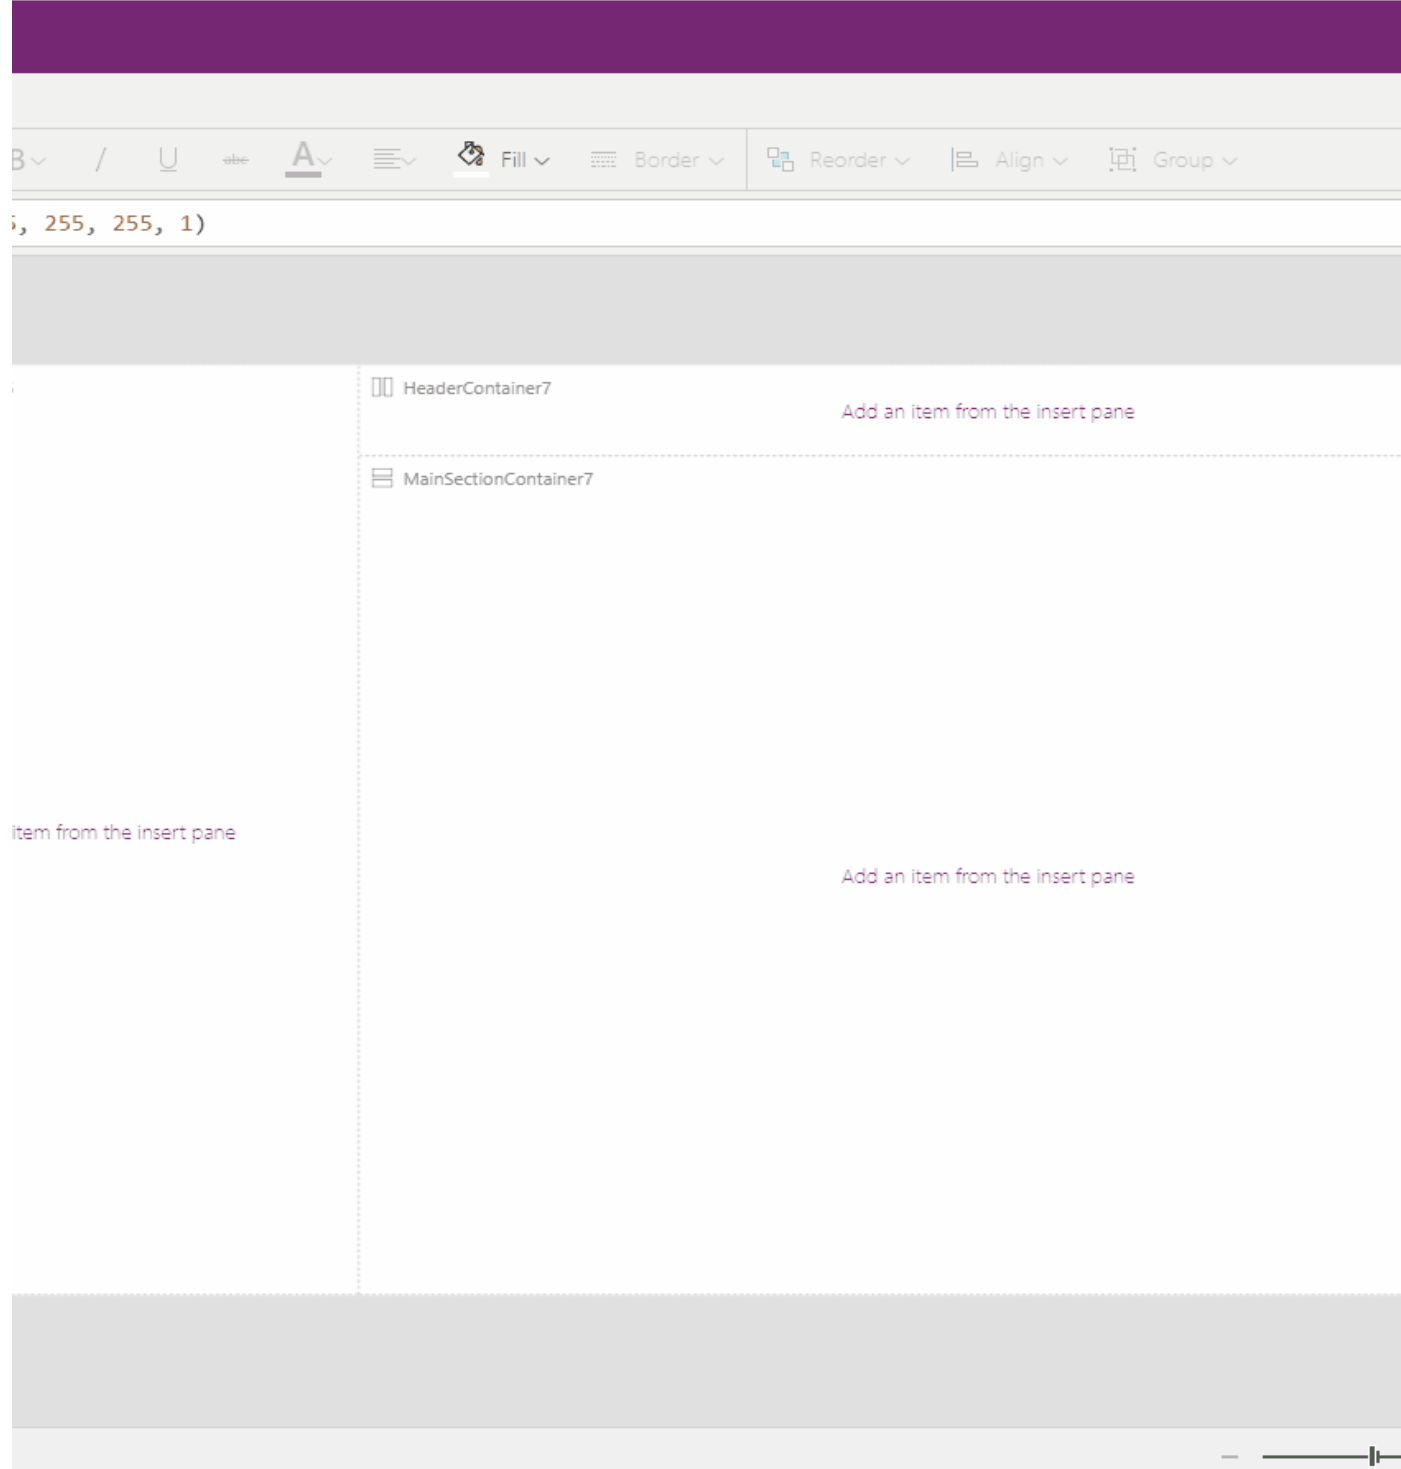 B / U abc A Fill Border Reorder Align Group
, 255, 255, 1)
HeaderContainer7
Add an item from the insert pane
MainSectionContainer7
item from the insert pane
Add an item from the insert pane